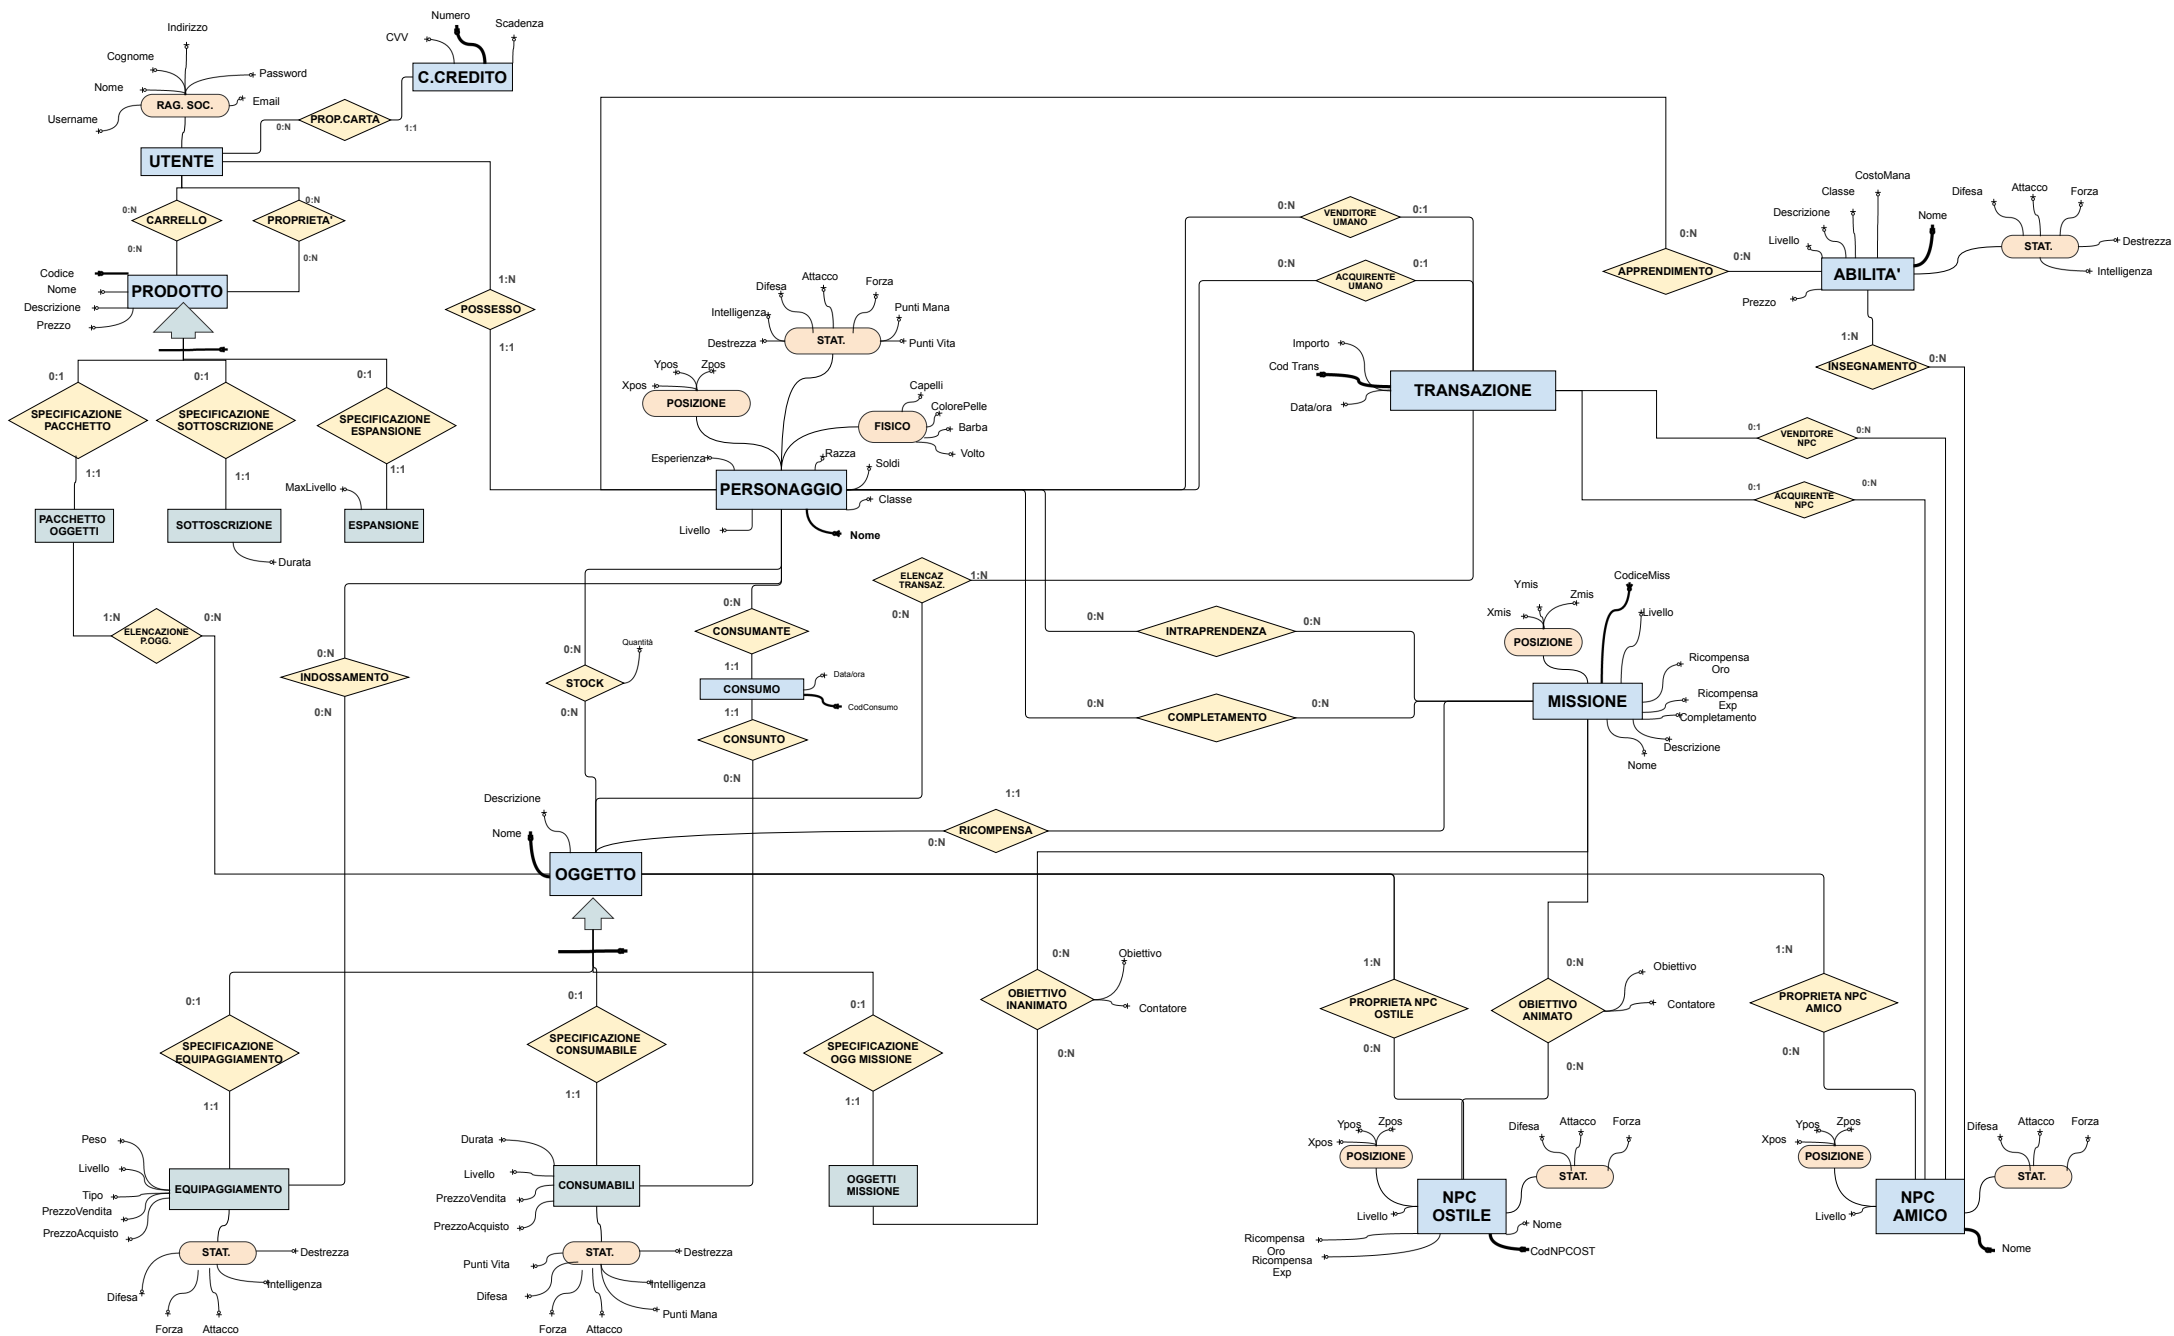 Indirizzo
Cognome
Nome
Password
Email
RAG. SOC.
Username
UTENTE
Numero
Scadenza
CVV
C.CREDITO
0:N
PROP.CARTA
1:1
0:N
CARRELLO
0:N
0:N
PROPRIETA'
0:N
Codice
Nome
Descrizione
Prezzo
PRODOTTO
0:1
0:1
0:1
SPECIFICAZIONE
PACCHETTO
SPECIFICAZIONE
SOTTOSCRIZIONE
SPECIFICAZIONE
ESPANSIONE
1:1
1:1
1:1
MaxLivello
PACCHETTO
OGGETTI
SOTTOSCRIZIONE
ESPANSIONE
Durata
1:N
ELENCAZIONE
P.OGG.
0:N
1:N
POSSESSO
1:1
Difesa
Attacco
Forza
Intelligenza
Punti Mana
Destrezza
STAT.
Punti Vita
Ypos
Zpos
Xpos
POSIZIONE
Capelli
ColorePelle
FISICO
Barba
Volto
Esperienza
Razza
Soldi
PERSONAGGIO
Classe
Livello
Nome
0:N
VENDITORE
UMANO
0:1
0:N
ACQUIRENTE
UMANO
0:1
Importo
Cod Trans
Data/ora
TRANSAZIONE
0:N
APPRENDIMENTO
0:N
CostoMana
Classe
Descrizione
Livello
Nome
Prezzo
ABILITA'
Difesa
Attacco
Forza
STAT.
Destrezza
Intelligenza
1:N
INSEGNAMENTO
0:N
0:1
VENDITORE
NPC
0:N
0:1
ACQUIRENTE
NPC
0:N
ELENCAZ
TRANSAZ.
1:N
0:N
0:N
INDOSSAMENTO
0:N
0:N
STOCK
Quantità
0:N
0:N
CONSUMANTE
1:1
CONSUMO
Data/ora
CodConsumo
1:1
CONSUNTO
0:N
0:N
INTRAPRENDENZA
0:N
0:N
COMPLETAMENTO
0:N
Ymis
Zmis
Xmis
POSIZIONE
CodiceMiss
Livello
MISSIONE
Ricompensa
Oro
Ricompensa
Exp
Completamento
Descrizione
Nome
1:1
RICOMPENSA
0:N
Descrizione
Nome
OGGETTO
0:1
SPECIFICAZIONE
EQUIPAGGIAMENTO
1:1
0:1
SPECIFICAZIONE
CONSUMABILE
1:1
0:1
SPECIFICAZIONE
OGG MISSIONE
1:1
0:N
OBIETTIVO
INANIMATO
Obiettivo
Contatore
0:N
1:N
PROPRIETA NPC
OSTILE
0:N
0:N
OBIETTIVO
ANIMATO
Obiettivo
Contatore
0:N
1:N
PROPRIETA NPC
AMICO
0:N
Peso
Livello
Tipo
PrezzoVendita
PrezzoAcquisto
EQUIPAGGIAMENTO
STAT.
Destrezza
Intelligenza
Difesa
Forza
Attacco
Durata
Livello
PrezzoVendita
PrezzoAcquisto
CONSUMABILI
STAT.
Destrezza
Punti Vita
Intelligenza
Difesa
Punti Mana
Forza
Attacco
OGGETTI
MISSIONE
Ypos
Zpos
Xpos
POSIZIONE
Difesa
Attacco
Forza
STAT.
NPC
OSTILE
Livello
Nome
Ricompensa
Oro
Ricompensa
Exp
CodNPCOST
Ypos
Zpos
Xpos
POSIZIONE
Difesa
Attacco
Forza
STAT.
NPC
AMICO
Livello
Nome